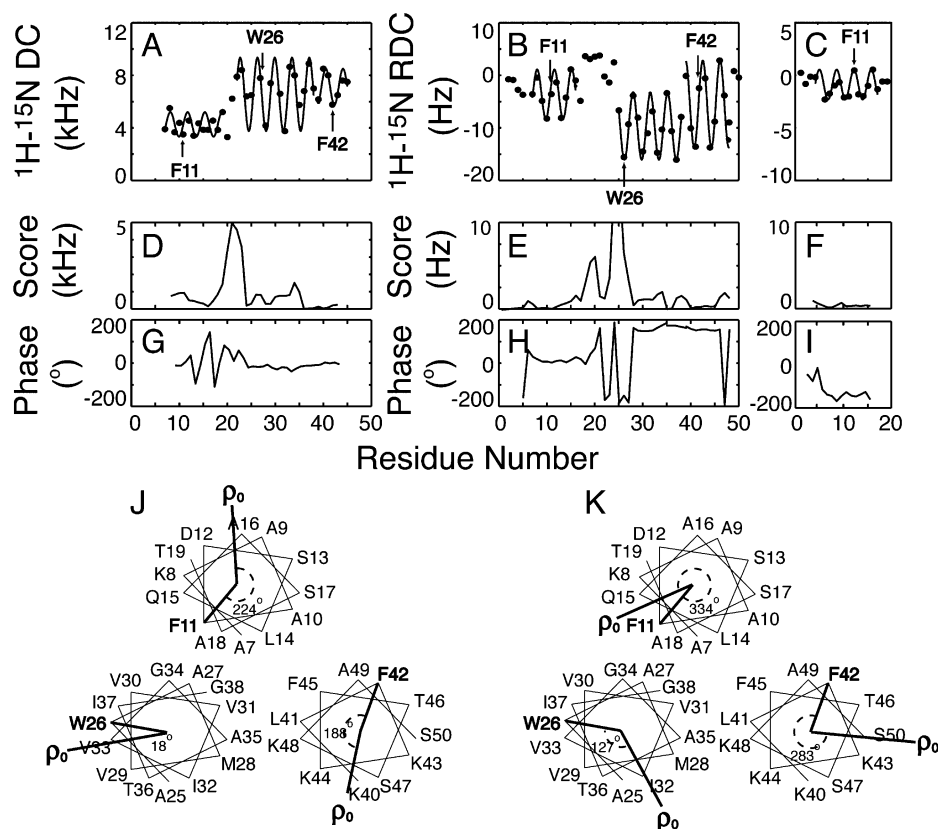 A
W26
F11
F42
12
8
4
0
¹H-¹⁵N DC
(kHz)
B
F11
F42
W26
10
0
-10
-20
¹H-¹⁵N RDC
(Hz)
C
F11
5
0
-5
-10
D
5
0
Score
(kHz)
E
10
0
Score
(Hz)
F
10
0
G
200
0
-200
Phase
(°)
0 10 20 30 40 50
H
200
0
-200
Phase
(°)
0 10 20 30 40 50
I
200
0
-200
0 10 20
Residue Number
J
ρ₀
A16
A9
D12
T19
S13
K8
Q15
S17
F11
A10
A18
A7
L14
224°
G34
A27
V30
G38
I37
V31
W26
V33
A35
ρ₀
M28
V29
I32
T36
A25
18°
A49
F42
F45
T46
L41
S50
K48
K43
K44
S47
K40
ρ₀
188°
K
A16
A9
D12
T19
S13
K8
Q15
S17
ρ₀
F11
A10
A18
A7
L14
334°
G34
A27
V30
G38
I37
V31
W26
V33
A35
M28
V29
I32
T36
A25
ρ₀
127°
A49
F42
F45
T46
L41
S50
K48
ρ₀
K43
K44
S47
K40
283°